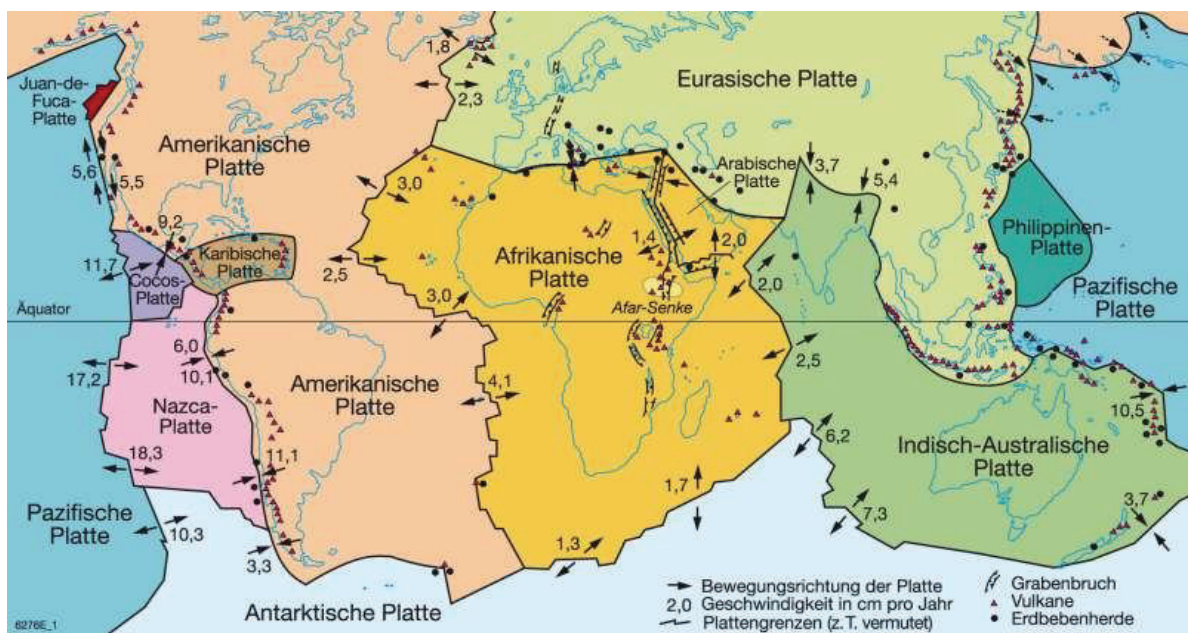 Juan-de-
Fuca-
Platte
Amerikanische
Platte
1,8
2,3
Eurasische Platte
5,6
5,5
3,0
Arabische
Platte
3,7
5,4
9,2
Karibische
Platte
11,7
Cocos-
Platte
2,5
Afrikanische
Platte
1,4
2,0
2,0
Philippinen-
Platte
Pazifische
Platte
Äquator
3,0
Afar-Senke
6,0
10,1
17,2
2,5
Nazca-
Platte
Amerikanische
Platte
4,1
10,5
18,3
11,1
6,2
Indisch-Australische
Platte
Pazifische
Platte
10,3
1,7
7,3
3,7
3,3
1,3
Antarktische Platte
Bewegungsrichtung der Platte
2,0 Geschwindigkeit in cm pro Jahr
Plattengrenzen (z.T. vermutet)
Grabenbruch
Vulkane
Erdbebenherde
6276E_1